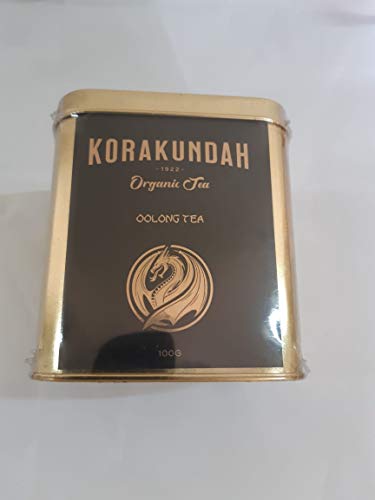 KORAKUNDAH
-1922-
Organic Tea
OOLONG TEA
100G